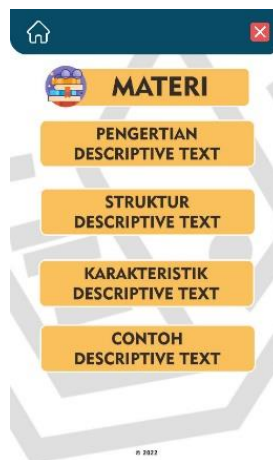 MATERI
PENGERTIAN
DESCRIPTIVE TEXT
STRUKTUR
DESCRIPTIVE TEXT
KARAKTERISTIK
DESCRIPTIVE TEXT
CONTOH
DESCRIPTIVE TEXT
© 2022